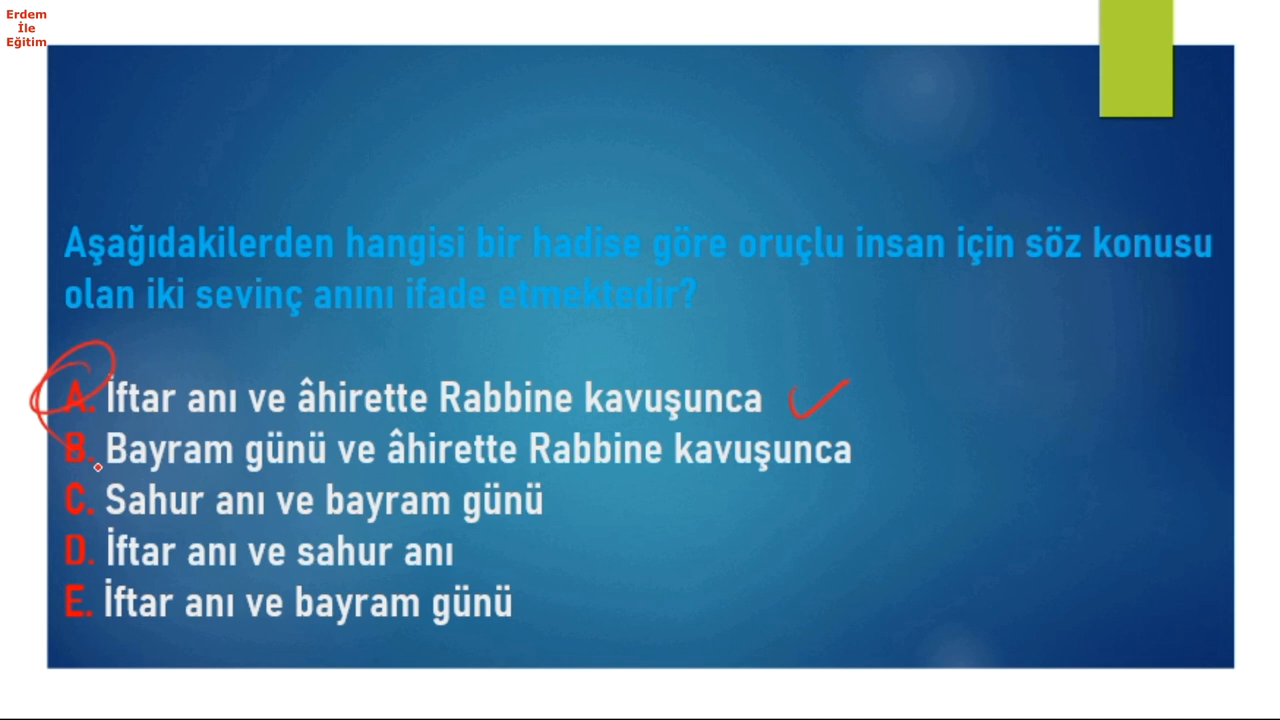 Erdem
İle
Eğitim
Aşağıdakilerden hangisi bir hadise göre oruçlu insan için söz konusu
olan iki sevinç anını ifade etmektedir?
A. İftar anı ve âhirette Rabbine kavuşunca
B. Bayram günü ve âhirette Rabbine kavuşunca
C. Sahur anı ve bayram günü
D. İftar anı ve sahur anı
E. İftar anı ve bayram günü